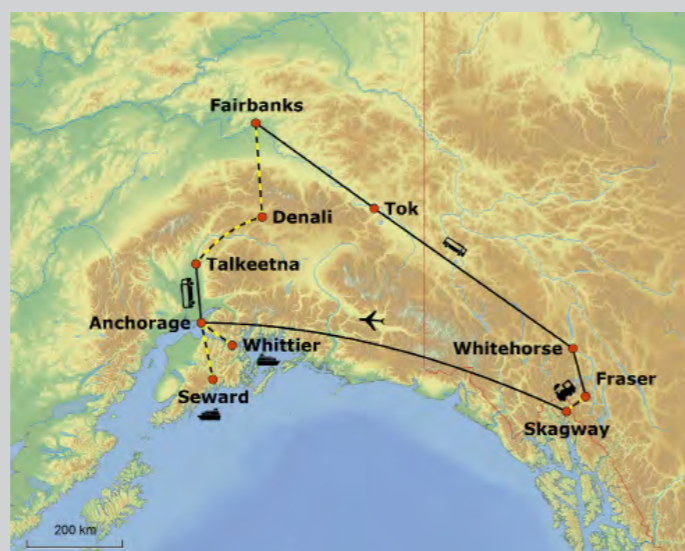 Fairbanks
Denali
Tok
Talkeetna
Anchorage
Whittier
Whitehorse
Seward
Fraser
Skagway
200 km